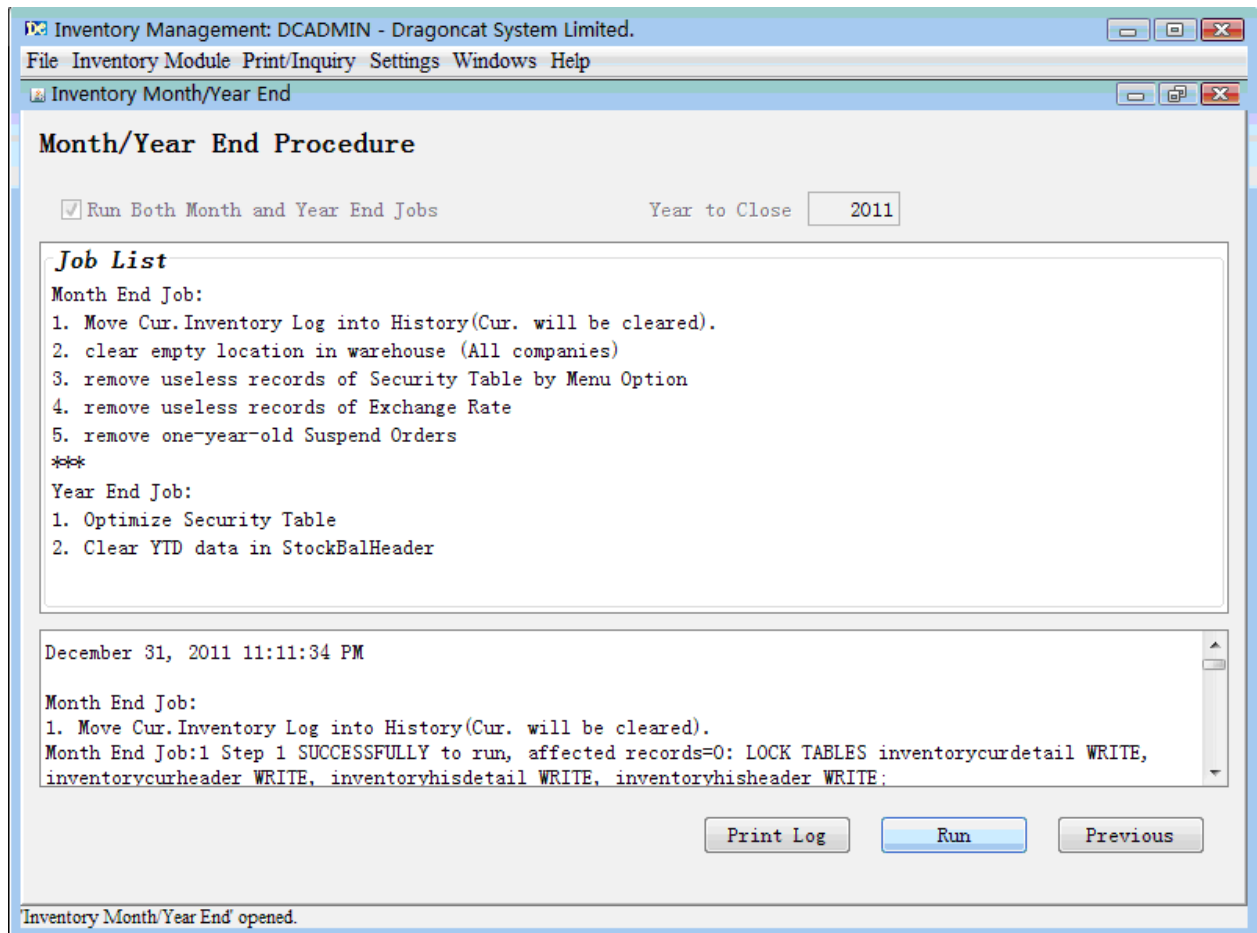 DC Inventory Management: DCADMIN - Dragoncat System Limited.
File Inventory Module Print/Inquiry Settings Windows Help
Inventory Month/Year End
Month/Year End Procedure
Run Both Month and Year End Jobs Year to Close 2011
Job List
Month End Job:
1. Move Cur.Inventory Log into History(Cur. will be cleared).
2. clear empty location in warehouse (All companies)
3. remove useless records of Security Table by Menu Option
4. remove useless records of Exchange Rate
5. remove one-year-old Suspend Orders
***
Year End Job:
1. Optimize Security Table
2. Clear YTD data in StockBalHeader
December 31, 2011 11:11:34 PM
Month End Job:
1. Move Cur.Inventory Log into History(Cur. will be cleared).
Month End Job:1 Step 1 SUCCESSFULLY to run, affected records=0: LOCK TABLES inventorycurdetail WRITE,
inventorycurheader WRITE, inventoryhisdetail WRITE, inventoryhisheader WRITE;
Print Log Run Previous
'Inventory Month/Year End' opened.